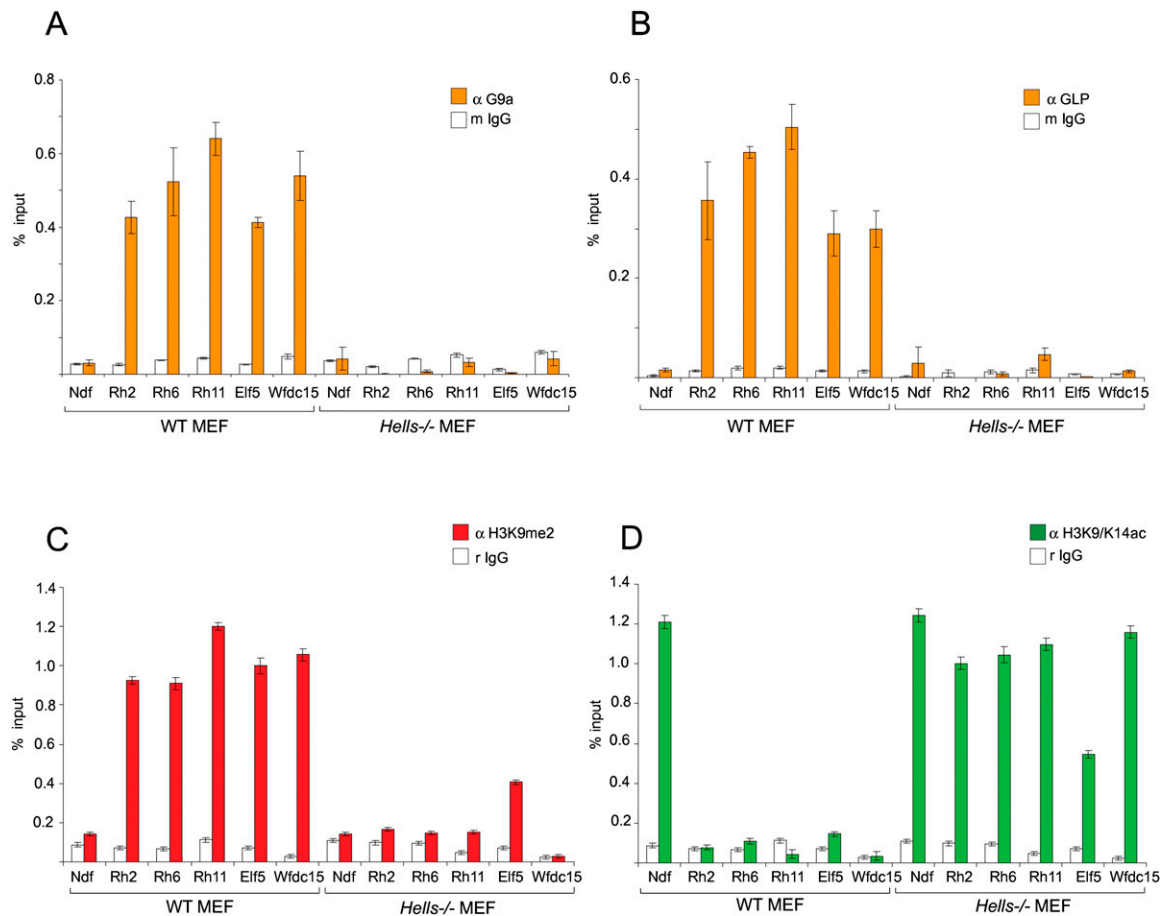 A
0.8
0.6
0.4
0.2
% input
α G9a
m IgG
Ndf Rh2 Rh6 Rh11 Elf5 Wfdc15 Ndf Rh2 Rh6 Rh11 Elf5 Wfdc15
WT MEF Hells-/- MEF
B
0.6
0.4
0.2
% input
α GLP
m IgG
Ndf Rh2 Rh6 Rh11 Elf5 Wfdc15 Ndf Rh2 Rh6 Rh11 Elf5 Wfdc15
WT MEF Hells-/- MEF
C
α H3K9me2
r IgG
1.4
1.2
1.0
0.8
0.6
0.4
0.2
% input
Ndf Rh2 Rh6 Rh11 Elf5 Wfdc15 Ndf Rh2 Rh6 Rh11 Elf5 Wfdc15
WT MEF Hells-/- MEF
D
α H3K9/K14ac
r IgG
1.4
1.2
1.0
0.8
0.6
0.4
0.2
% input
Ndf Rh2 Rh6 Rh11 Elf5 Wfdc15 Ndf Rh2 Rh6 Rh11 Elf5 Wfdc15
WT MEF Hells-/- MEF